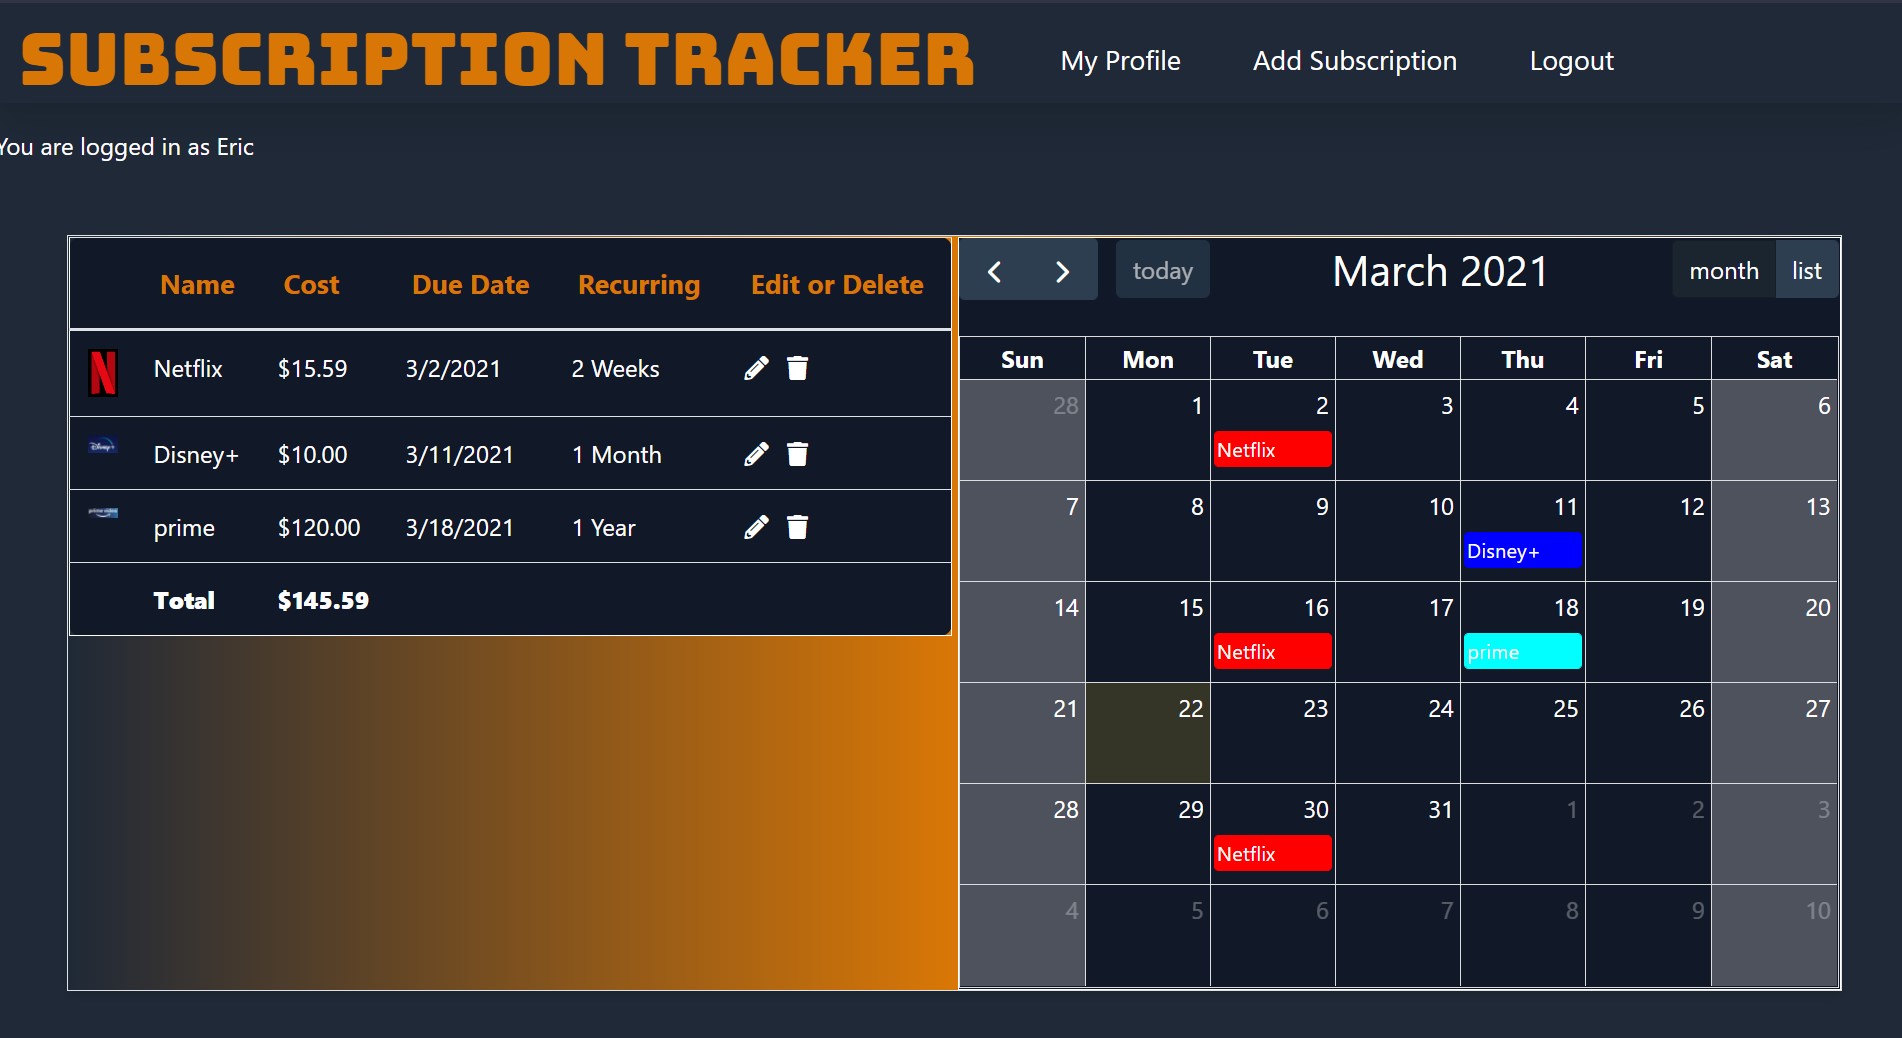 SUBSCRIPTION TRACKER My Profile Add Subscription Logout
You are logged in as Eric
Name Cost Due Date Recurring Edit or Delete
Netflix $15.59 3/2/2021 2 Weeks
Disney+ Disney+ $10.00 3/11/2021 1 Month
prime video prime $120.00 3/18/2021 1 Year
Total $145.59
today March 2021 month list
Sun Mon Tue Wed Thu Fri Sat
28 1 2 3 4 5 6
Netflix
7 8 9 10 11 12 13
Disney+
14 15 16 17 18 19 20
Netflix prime
21 22 23 24 25 26 27
28 29 30 31 1 2 3
Netflix
4 5 6 7 8 9 10